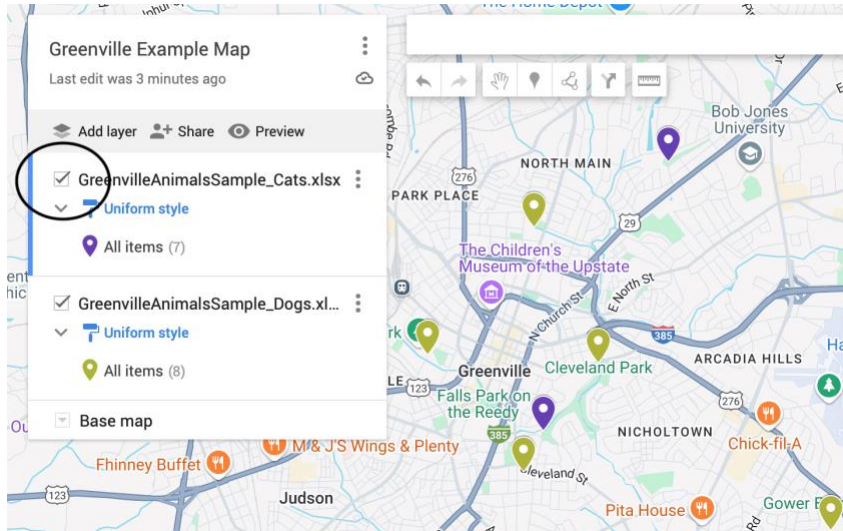 The Home Depot
Greenville Example Map
Last edit was 3 minutes ago
Add layer
Share
Preview
GreenvilleAnimalsSample_Cats.xlsx
Uniform style
All items (7)
GreenvilleAnimalsSample_Dogs.xl...
Uniform style
All items (8)
Base map
Bob Jones
University
NORTH MAIN
276
PARK PLACE
29
The Children's
Museum of the Upstate
E North St
N Church St
385
ARCADIA HILLS
Greenville
Cleveland Park
123
Falls Park on
the Reedy
276
385
NICHOLTOWN
Chick-fil-A
M & J'S Wings & Plenty
Fhinney Buffet
Cleveland St
123
Judson
Pita House
Gower